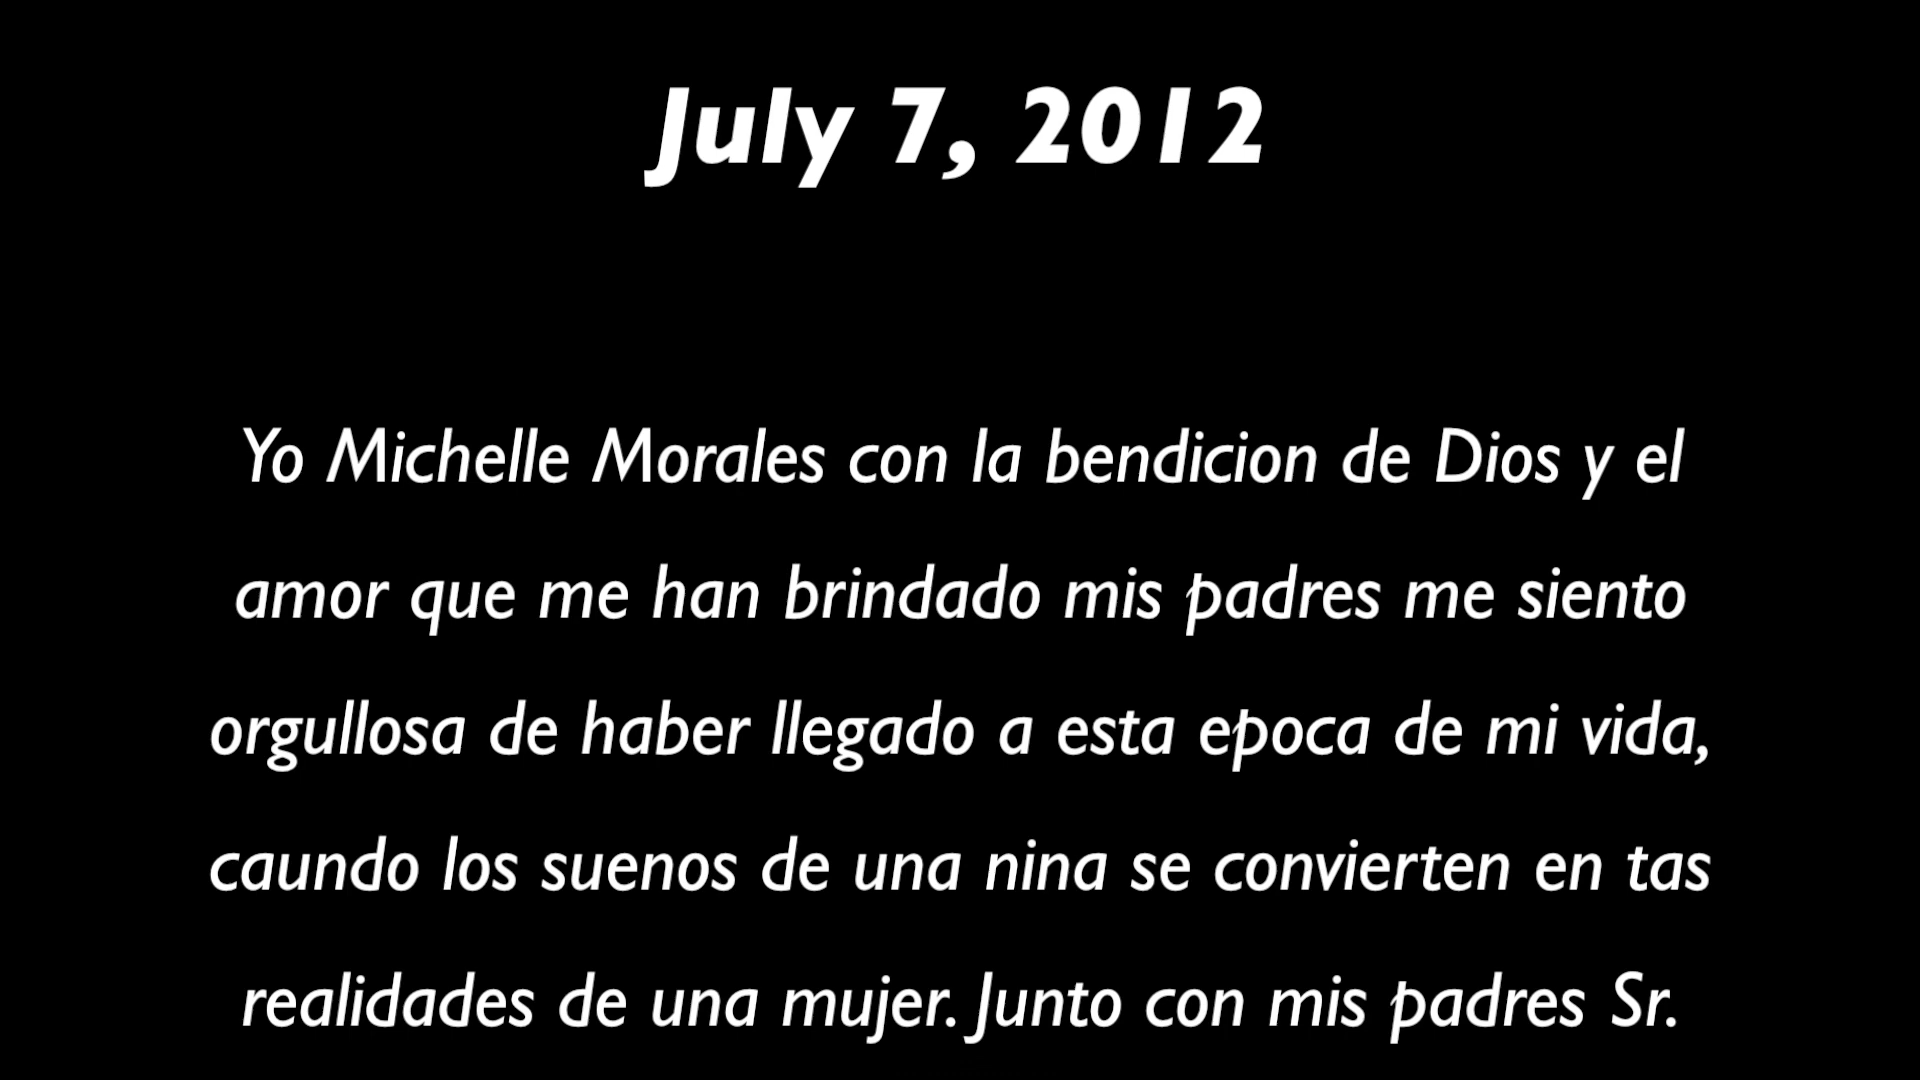 July 7, 2012
Yo Michelle Morales con la bendicion de Dios y el
amor que me han brindado mis padres me siento
orgullosa de haber llegado a esta epoca de mi vida,
caundo los suenos de una nina se convierten en tas
realidades de una mujer. Junto con mis padres Sr.